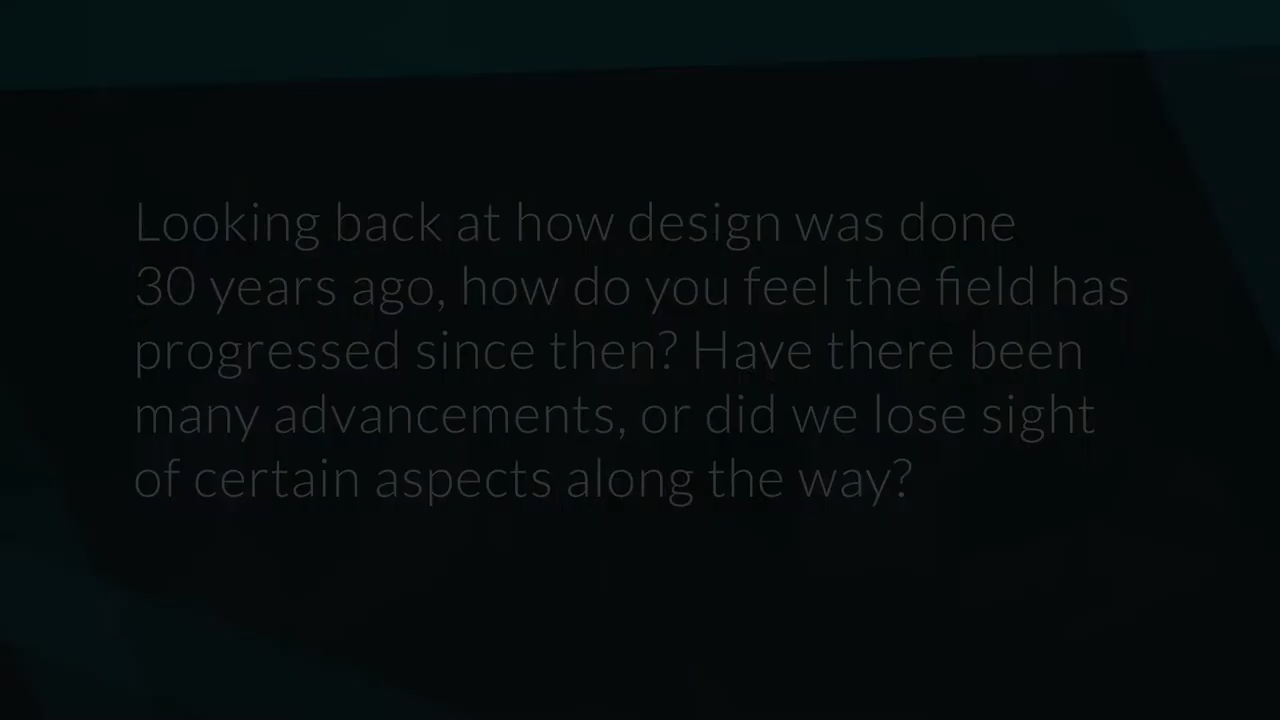 Looking back at how design was done
30 years ago, how do you feel the field has
progressed since then? Have there been
many advancements, or did we lose sight
of certain aspects along the way?